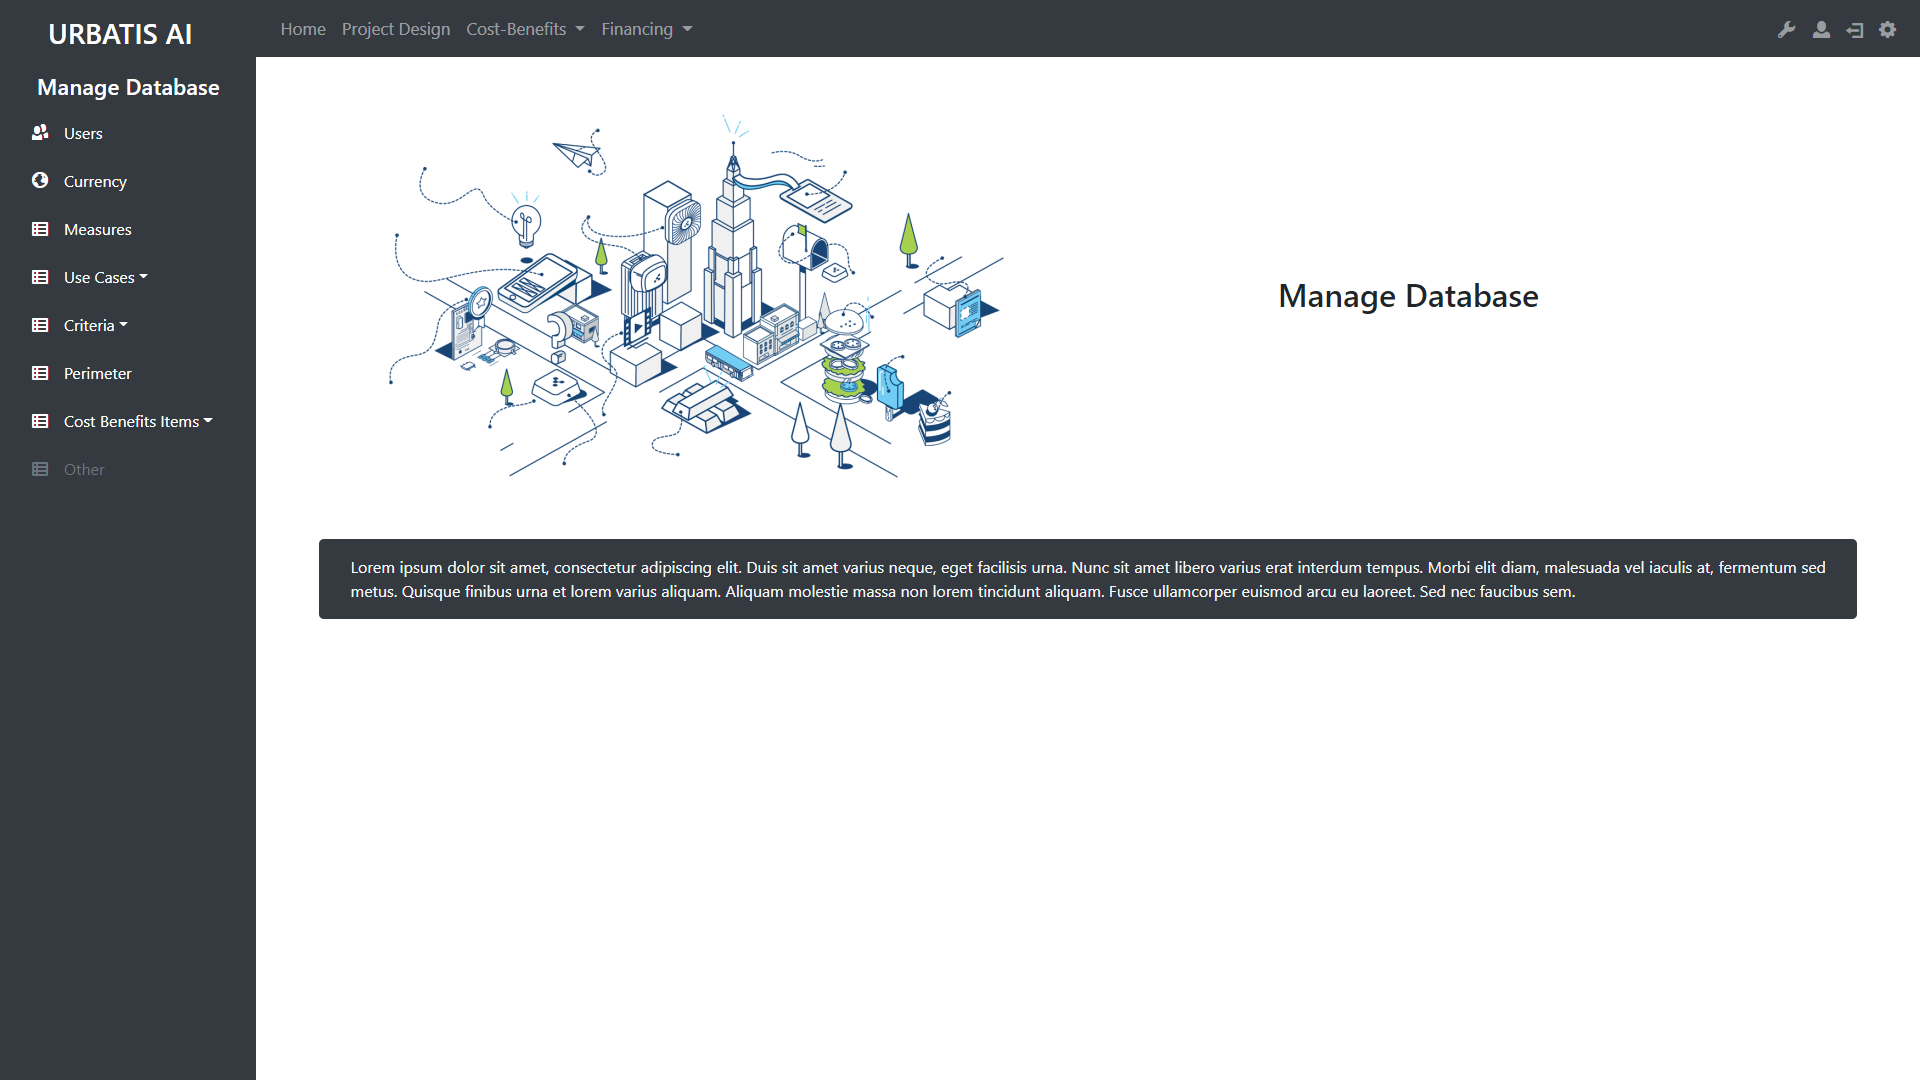 URBATIS AI
Home Project Design Cost-Benefits Financing
Manage Database
Users
Currency
Measures
Use Cases
Criteria
Perimeter
Cost Benefits Items
Other
Manage Database
Lorem ipsum dolor sit amet, consectetur adipiscing elit. Duis sit amet varius neque, eget facilisis urna. Nunc sit amet libero varius erat interdum tempus. Morbi elit diam, malesuada vel iaculis at, fermentum sed
metus. Quisque finibus urna et lorem varius aliquam. Aliquam molestie massa non lorem tincidunt aliquam. Fusce ullamcorper euismod arcu eu laoreet. Sed nec faucibus sem.